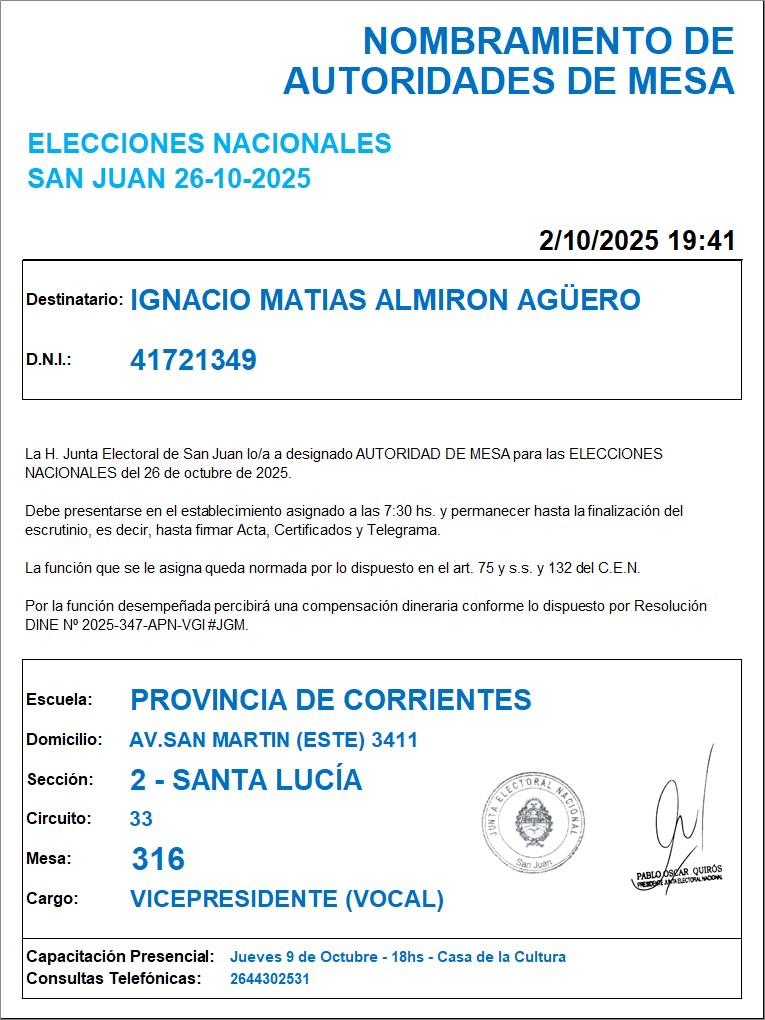 NOMBRAMIENTO DE
AUTORIDADES DE MESA
ELECCIONES NACIONALES
SAN JUAN 26-10-2025
2/10/2025 19:41
Destinatario: IGNACIO MATIAS ALMIRON AGÜERO
D.N.I.: 41721349
La H. Junta Electoral de San Juan lo/a a designado AUTORIDAD DE MESA para las ELECCIONES
NACIONALES del 26 de octubre de 2025.
Debe presentarse en el establecimiento asignado a las 7:30 hs. y permanecer hasta la finalización del
escrutinio, es decir, hasta firmar Acta, Certificados y Telegrama.
La función que se le asigna queda normada por lo dispuesto en el art. 75 y s.s. y 132 del C.E.N.
Por la función desempeñada percibirá una compensación dineraria conforme lo dispuesto por Resolución
DINE Nº 2025-347-APN-VGI#JGM.
Escuela: PROVINCIA DE CORRIENTES
Domicilio: AV.SAN MARTIN (ESTE) 3411
Sección: 2 - SANTA LUCÍA
Circuito: 33
Mesa: 316
Cargo: VICEPRESIDENTE (VOCAL)
JUNTA ELECTORAL NACIONAL
San Juan
PABLO OSCAR QUIRÓS
PRESIDENTE JUNTA ELECTORAL NACIONAL
Capacitación Presencial: Jueves 9 de Octubre - 18hs - Casa de la Cultura
Consultas Telefónicas: 2644302531